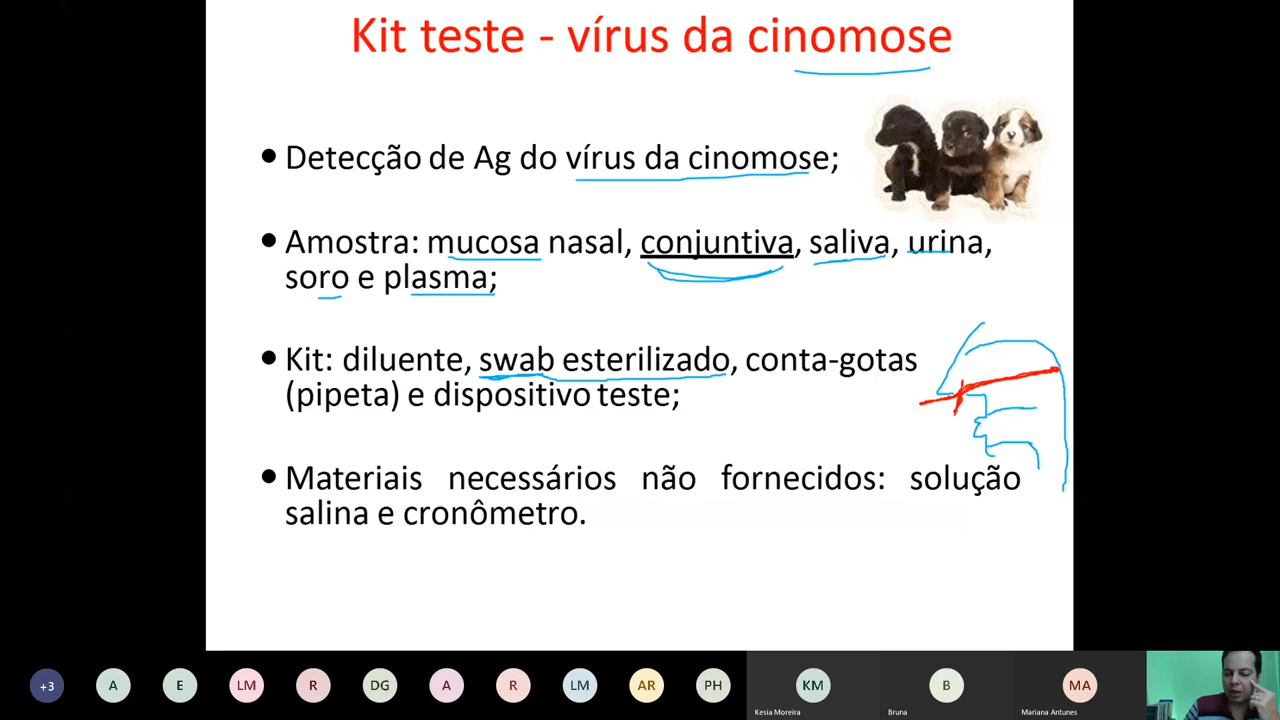 Kit teste - vírus da cinomose
• Detecção de Ag do vírus da cinomose;
• Amostra: mucosa nasal, conjuntiva, saliva, urina,
soro e plasma;
• Kit: diluente, swab esterilizado, conta-gotas
(pipeta) e dispositivo teste;
• Materiais necessários não fornecidos: solução
salina e cronômetro.
+3 A E LM R DG A R LM AR PH KM B MA
Kesia Moreira Bruna Mariana Antunes